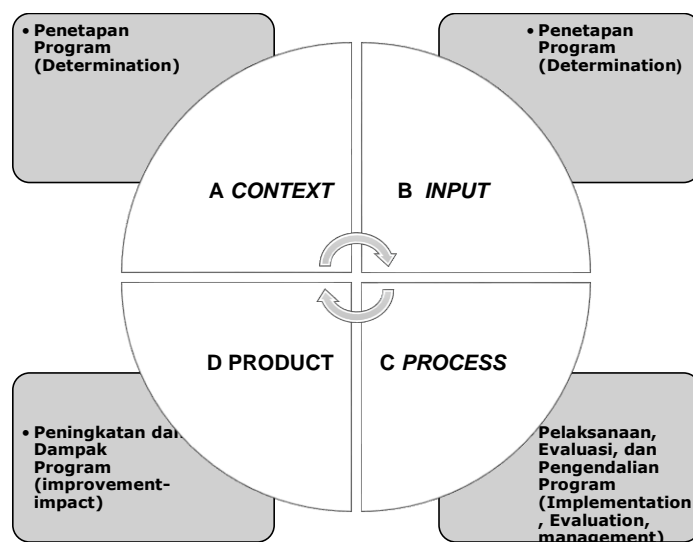 • Penetapan
Program
(Determination)
• Penetapan
Program
(Determination)
A CONTEXT
B INPUT
D PRODUCT
C PROCESS
• Peningkatan dan
Dampak
Program
(improvement-
impact)
Pelaksanaan,
Evaluasi, dan
Pengendalian
Program
(Implementation
, Evaluation,
management)